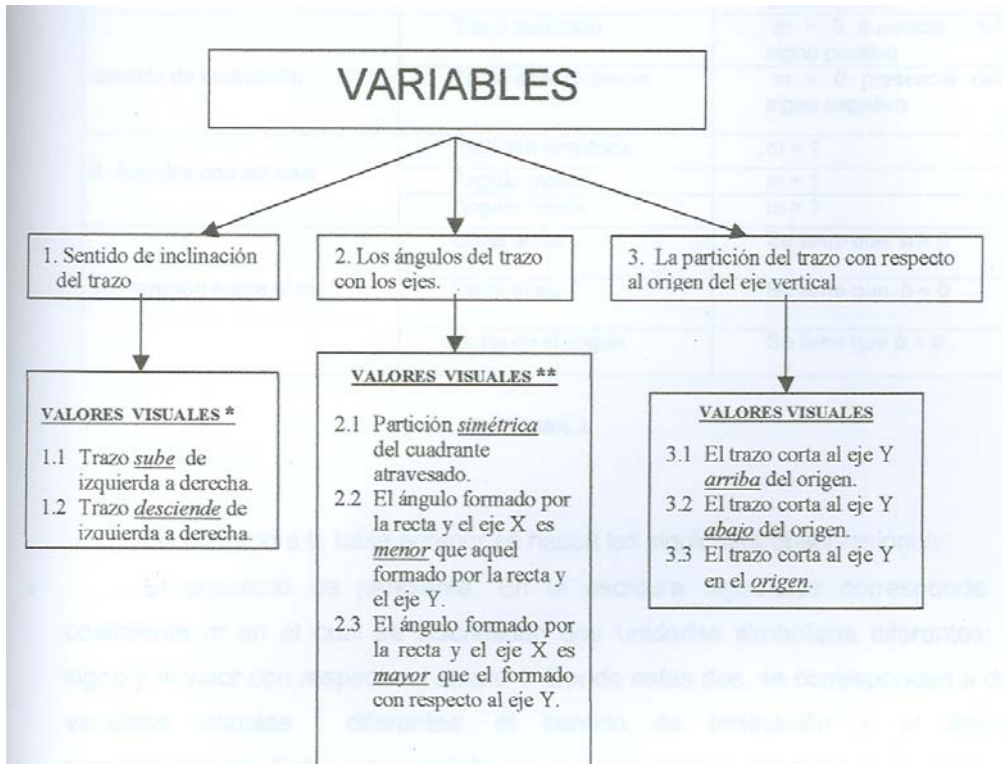 VARIABLES
1. Sentido de inclinación
del trazo
2. Los ángulos del trazo
con los ejes.
3. La partición del trazo con respecto
al origen del eje vertical
VALORES VISUALES *
1.1 Trazo sube de
izquierda a derecha.
1.2 Trazo desciende de
izquierda a derecha.
VALORES VISUALES **
2.1 Partición simétrica
del cuadrante
atravesado.
2.2 El ángulo formado por
la recta y el eje X es
menor que aquel
formado por la recta y
el eje Y.
2.3 El ángulo formado por
la recta y el eje X es
mayor que el formado
con respecto al eje Y.
VALORES VISUALES
3.1 El trazo corta al eje Y
arriba del origen.
3.2 El trazo corta al eje Y
abajo del origen.
3.3 El trazo corta al eje Y
en el origen.